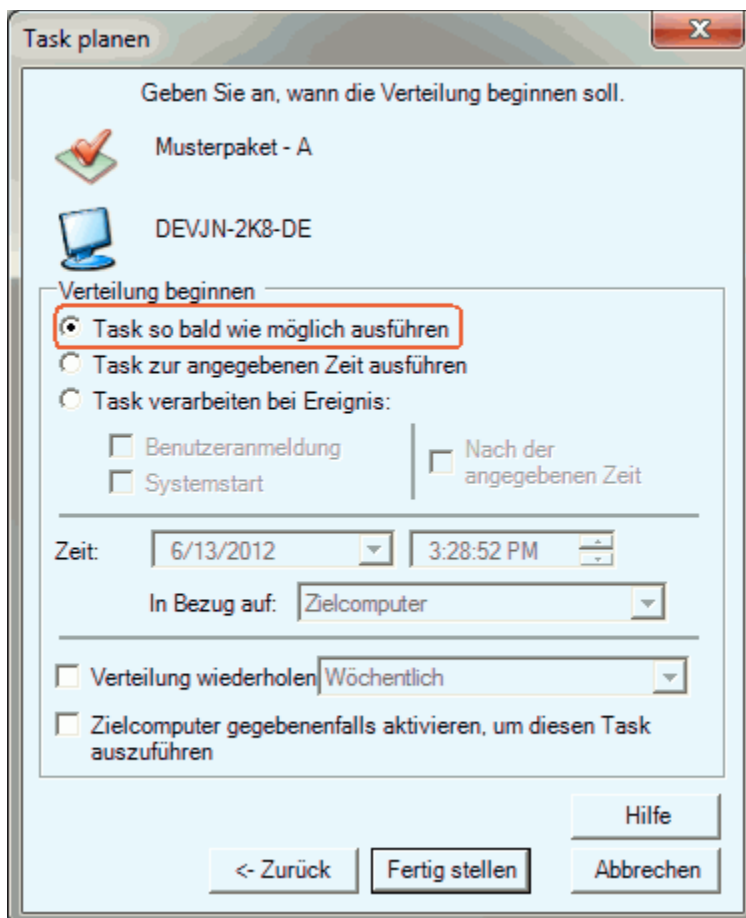 Task planen
Geben Sie an, wann die Verteilung beginnen soll.
Musterpaket - A
DEVJN-2K8-DE
Verteilung beginnen
Task so bald wie möglich ausführen
Task zur angegebenen Zeit ausführen
Task verarbeiten bei Ereignis:
Benutzeranmeldung
Systemstart
Nach der
angegebenen Zeit
Zeit:
6/13/2012
3:28:52 PM
In Bezug auf:
Zielcomputer
Verteilung wiederholen
Wöchentlich
Zielcomputer gegebenenfalls aktivieren, um diesen Task
auszuführen
Hilfe
<- Zurück
Fertig stellen
Abbrechen